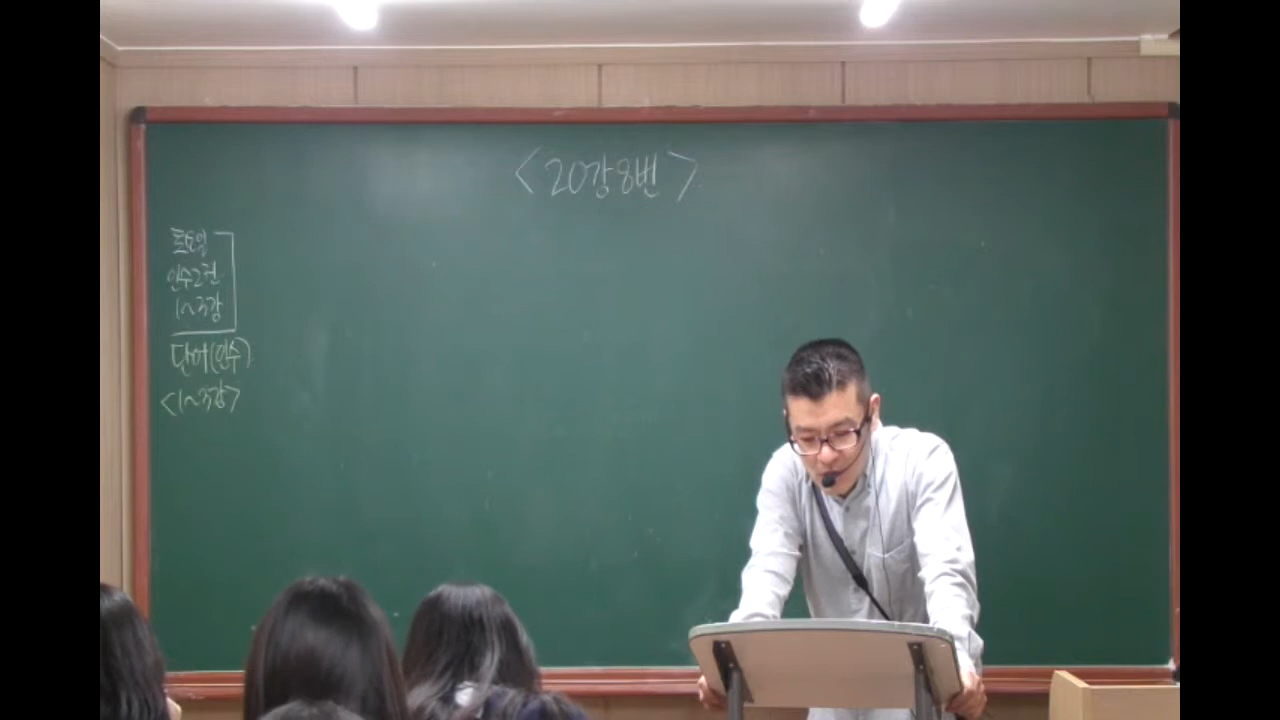 <20강 8번>
토요일
인수2권
1~3강
단어(인수)
<1~3강>